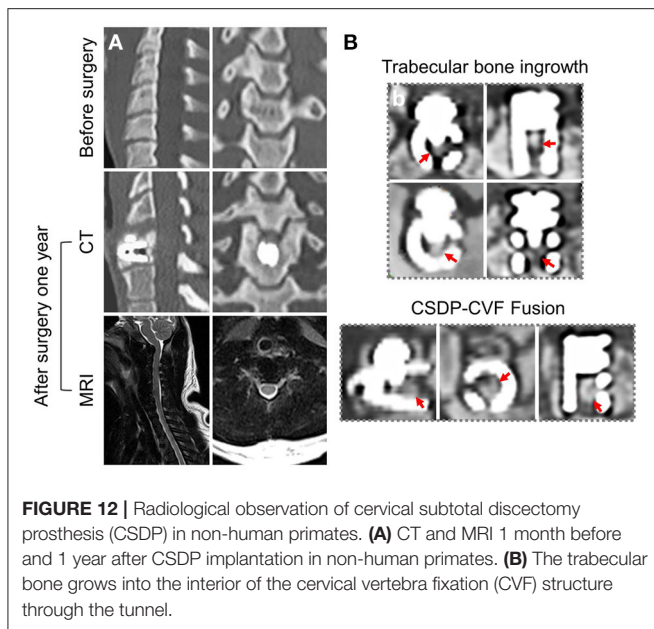 A
B
Before surgery
After surgery one year
CT
MRI
Trabecular bone ingrowth
b
CSDP-CVF Fusion
FIGURE 12 | Radiological observation of cervical subtotal discectomy
prosthesis (CSDP) in non-human primates. (A) CT and MRI 1 month before
and 1 year after CSDP implantation in non-human primates. (B) The trabecular
bone grows into the interior of the cervical vertebra fixation (CVF) structure
through the tunnel.